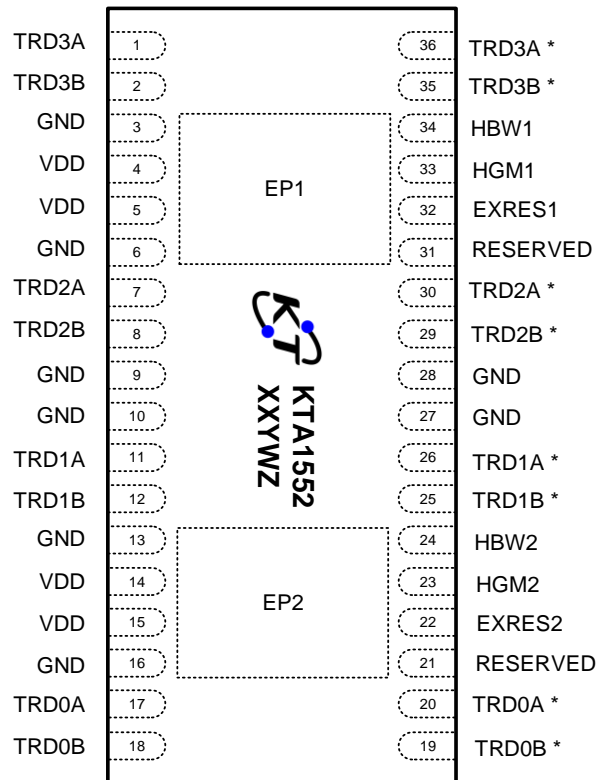 TRD3A 1 36 TRD3A *
TRD3B 2 35 TRD3B *
GND 3 34 HBW1
VDD 4 33 HGM1
EP1
VDD 5 32 EXRES1
GND 6 31 RESERVED
TRD2A 7 30 TRD2A *
TRD2B 8 29 TRD2B *
KT
GND 9 28 GND
GND 10 27 GND
KTA1552
XXYWZ
TRD1A 11 26 TRD1A *
TRD1B 12 25 TRD1B *
GND 13 24 HBW2
VDD 14 23 HGM2
EP2
VDD 15 22 EXRES2
GND 16 21 RESERVED
TRD0A 17 20 TRD0A *
TRD0B 18 19 TRD0B *